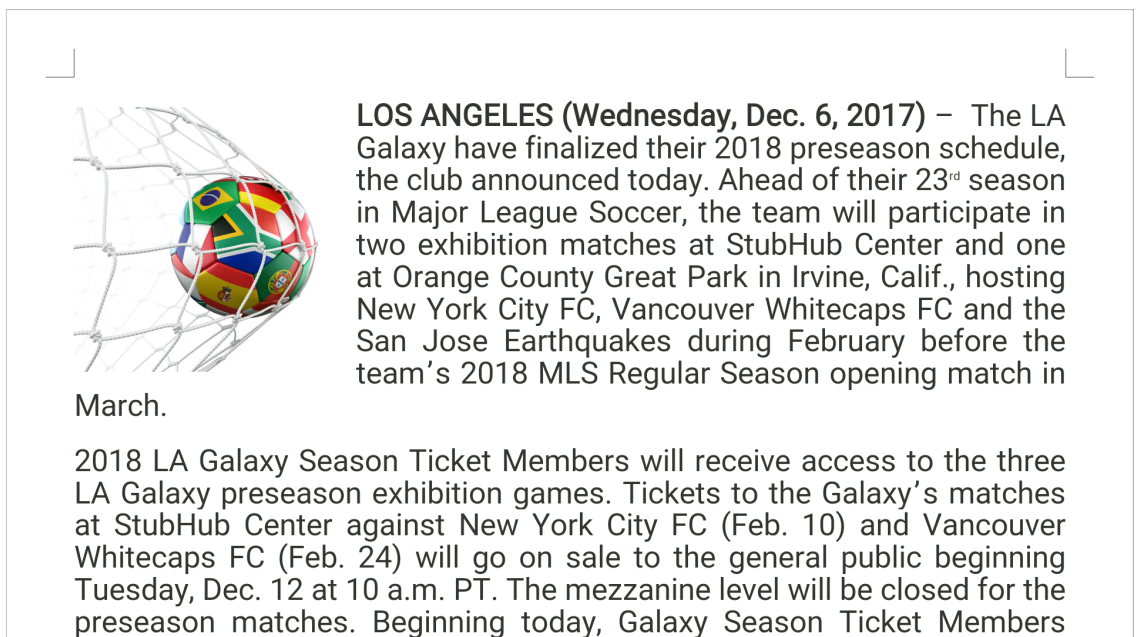 LOS ANGELES (Wednesday, Dec. 6, 2017) – The LA
Galaxy have finalized their 2018 preseason schedule,
the club announced today. Ahead of their 23rd season
in Major League Soccer, the team will participate in
two exhibition matches at StubHub Center and one
at Orange County Great Park in Irvine, Calif., hosting
New York City FC, Vancouver Whitecaps FC and the
San Jose Earthquakes during February before the
team’s 2018 MLS Regular Season opening match in
March.
2018 LA Galaxy Season Ticket Members will receive access to the three
LA Galaxy preseason exhibition games. Tickets to the Galaxy’s matches
at StubHub Center against New York City FC (Feb. 10) and Vancouver
Whitecaps FC (Feb. 24) will go on sale to the general public beginning
Tuesday, Dec. 12 at 10 a.m. PT. The mezzanine level will be closed for the
preseason matches. Beginning today, Galaxy Season Ticket Members